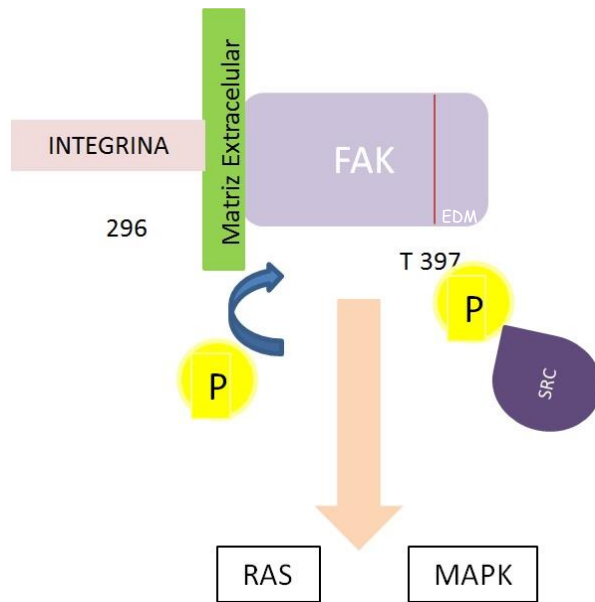 Matriz Extracelular
INTEGRINA
FAK
EDM
296
T 397
P
P
SRC
RAS
MAPK